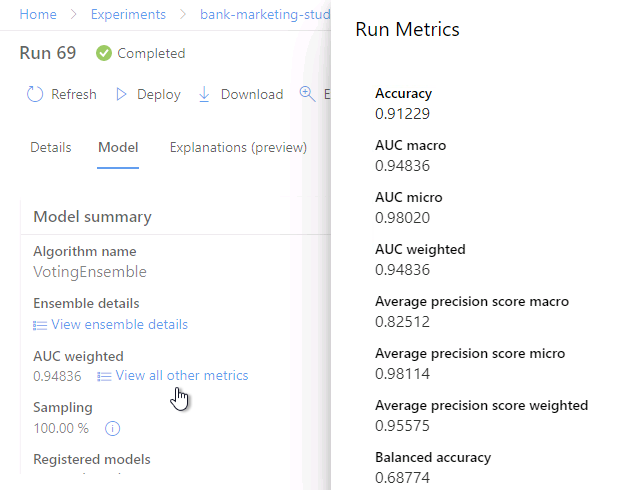 Home > Experiments > bank-marketing-stud
Run 69 Completed
Refresh Deploy Download E
Details Model Explanations (preview)
Model summary
Algorithm name
VotingEnsemble
Ensemble details
View ensemble details
AUC weighted
0.94836 View all other metrics
Sampling
100.00 %
Registered models
Run Metrics
Accuracy
0.91229
AUC macro
0.94836
AUC micro
0.98020
AUC weighted
0.94836
Average precision score macro
0.82512
Average precision score micro
0.98114
Average precision score weighted
0.95575
Balanced accuracy
0.68774